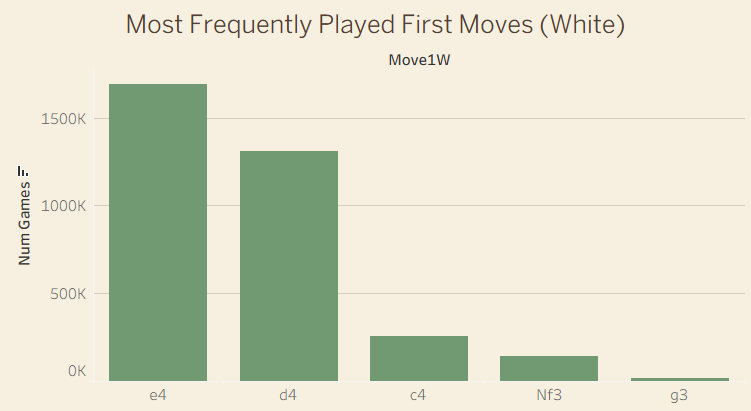 Most Frequently Played First Moves (White)
Move1W
Num Games
1500K
1000K
500K
0K
e4 d4 c4 Nf3 g3